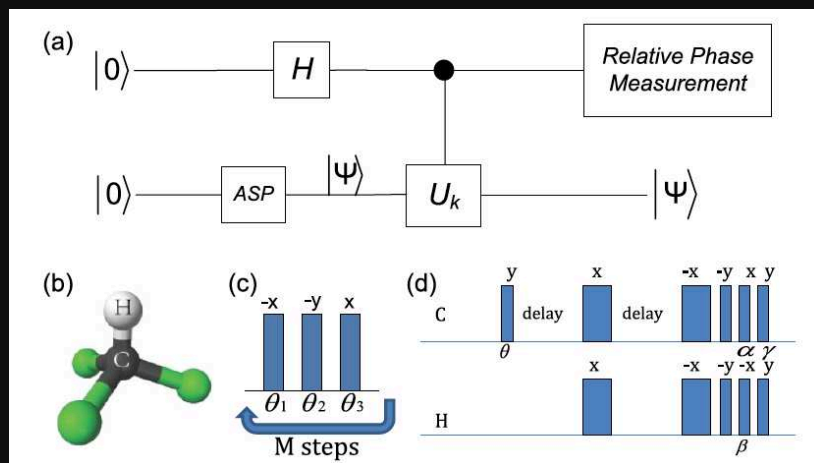 (a)
|0⟩ H Relative Phase
Measurement
|0⟩ ASP |Ψ⟩ U_k |Ψ⟩
(b)
H
C
(c)
-x -y x
θ1 θ2 θ3
M steps
(d)
y x -x -y x y
C delay delay
θ α γ
x -x -y -x y
H
β